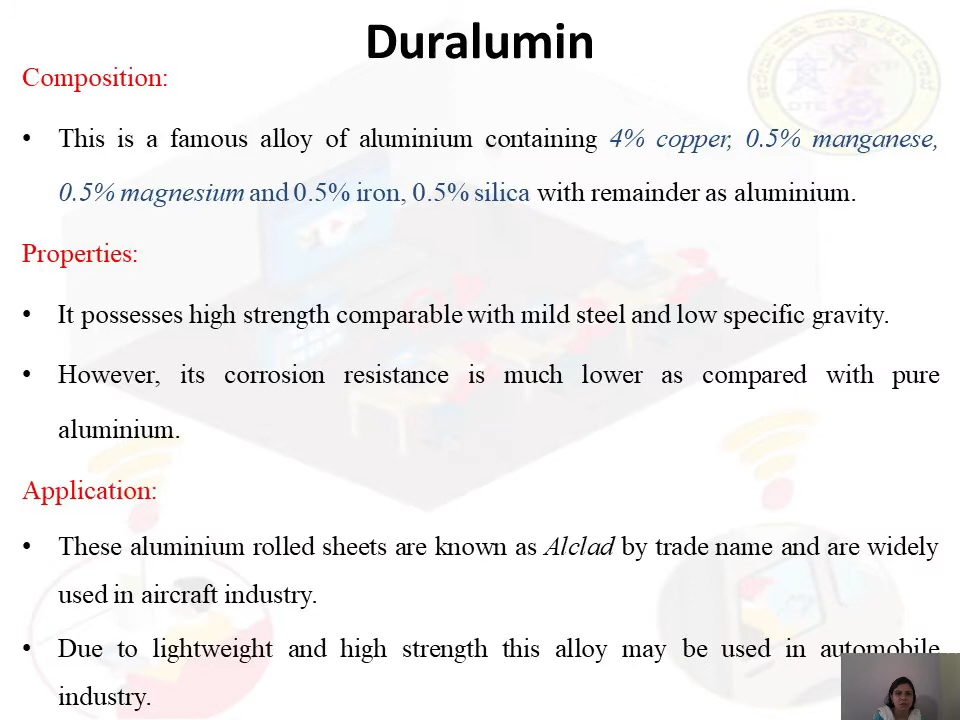 Duralumin
Composition:
• This is a famous alloy of aluminium containing 4% copper, 0.5% manganese,
0.5% magnesium and 0.5% iron, 0.5% silica with remainder as aluminium.
Properties:
• It possesses high strength comparable with mild steel and low specific gravity.
• However, its corrosion resistance is much lower as compared with pure
aluminium.
Application:
• These aluminium rolled sheets are known as Alclad by trade name and are widely
used in aircraft industry.
• Due to lightweight and high strength this alloy may be used in automobile
industry.
DTE